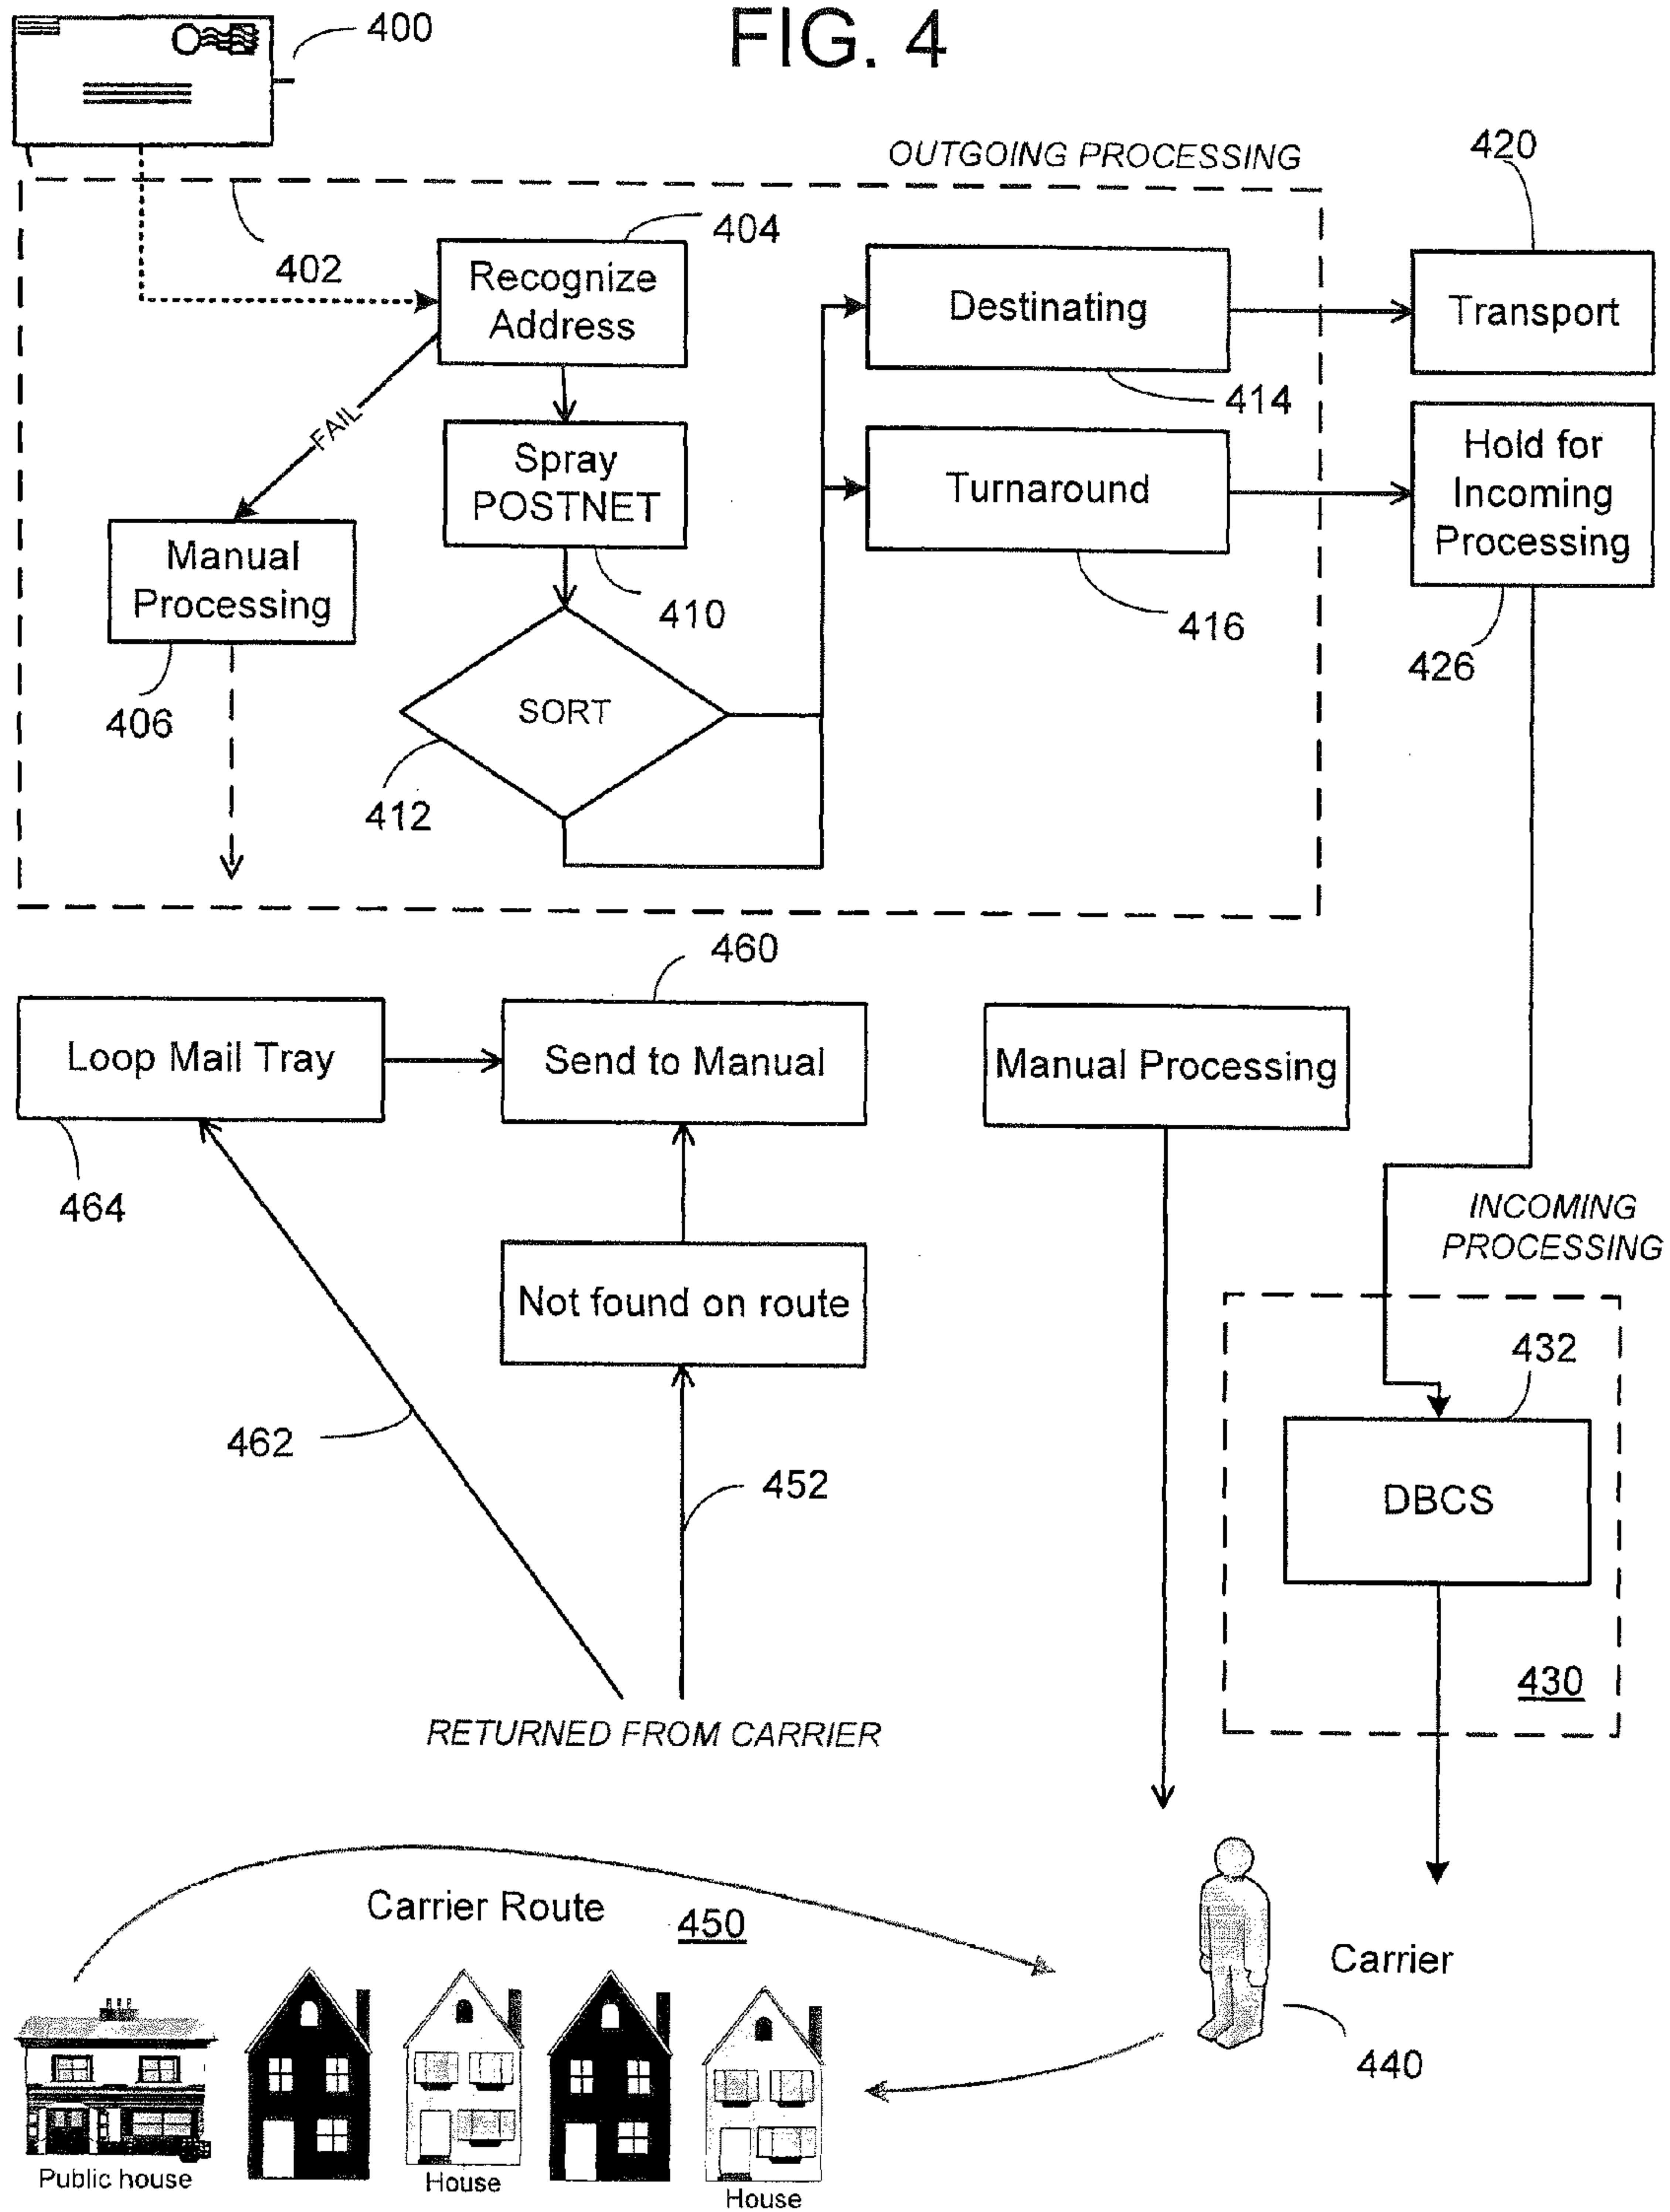 FIG. 4
400
OUTGOING PROCESSING
420
402
404
Recognize
Address
Destinating
414
Transport
FAIL
Spray
POSTNET
410
Turnaround
416
Hold for
Incoming
Processing
426
Manual
Processing
406
SORT
412
460
Loop Mail Tray
464
Send to Manual
Manual Processing
INCOMING
PROCESSING
Not found on route
432
462
452
DBCS
430
RETURNED FROM CARRIER
Carrier Route
450
Carrier
440
Public house
House
House